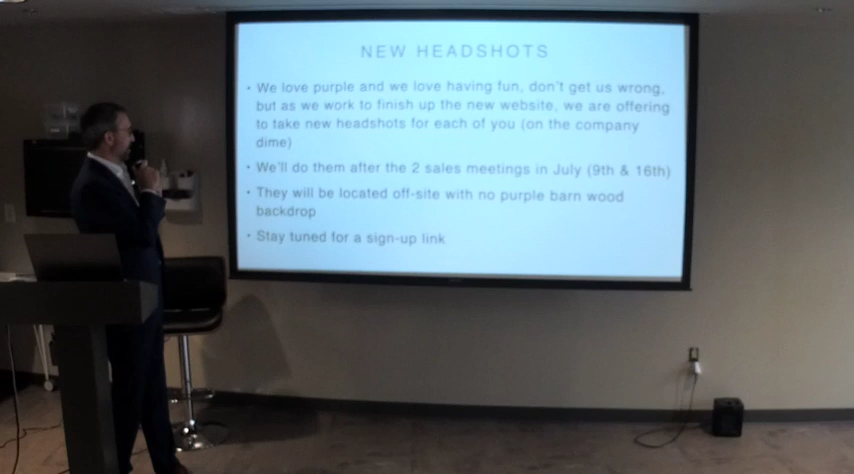 NEW HEADSHOTS
• We love purple and we love having fun, don't get us wrong,
but as we work to finish up the new website, we are offering
to take new headshots for each of you (on the company
dime)
• We'll do them after the 2 sales meetings in July (9th & 16th)
• They will be located off-site with no purple barn wood
backdrop
• Stay tuned for a sign-up link